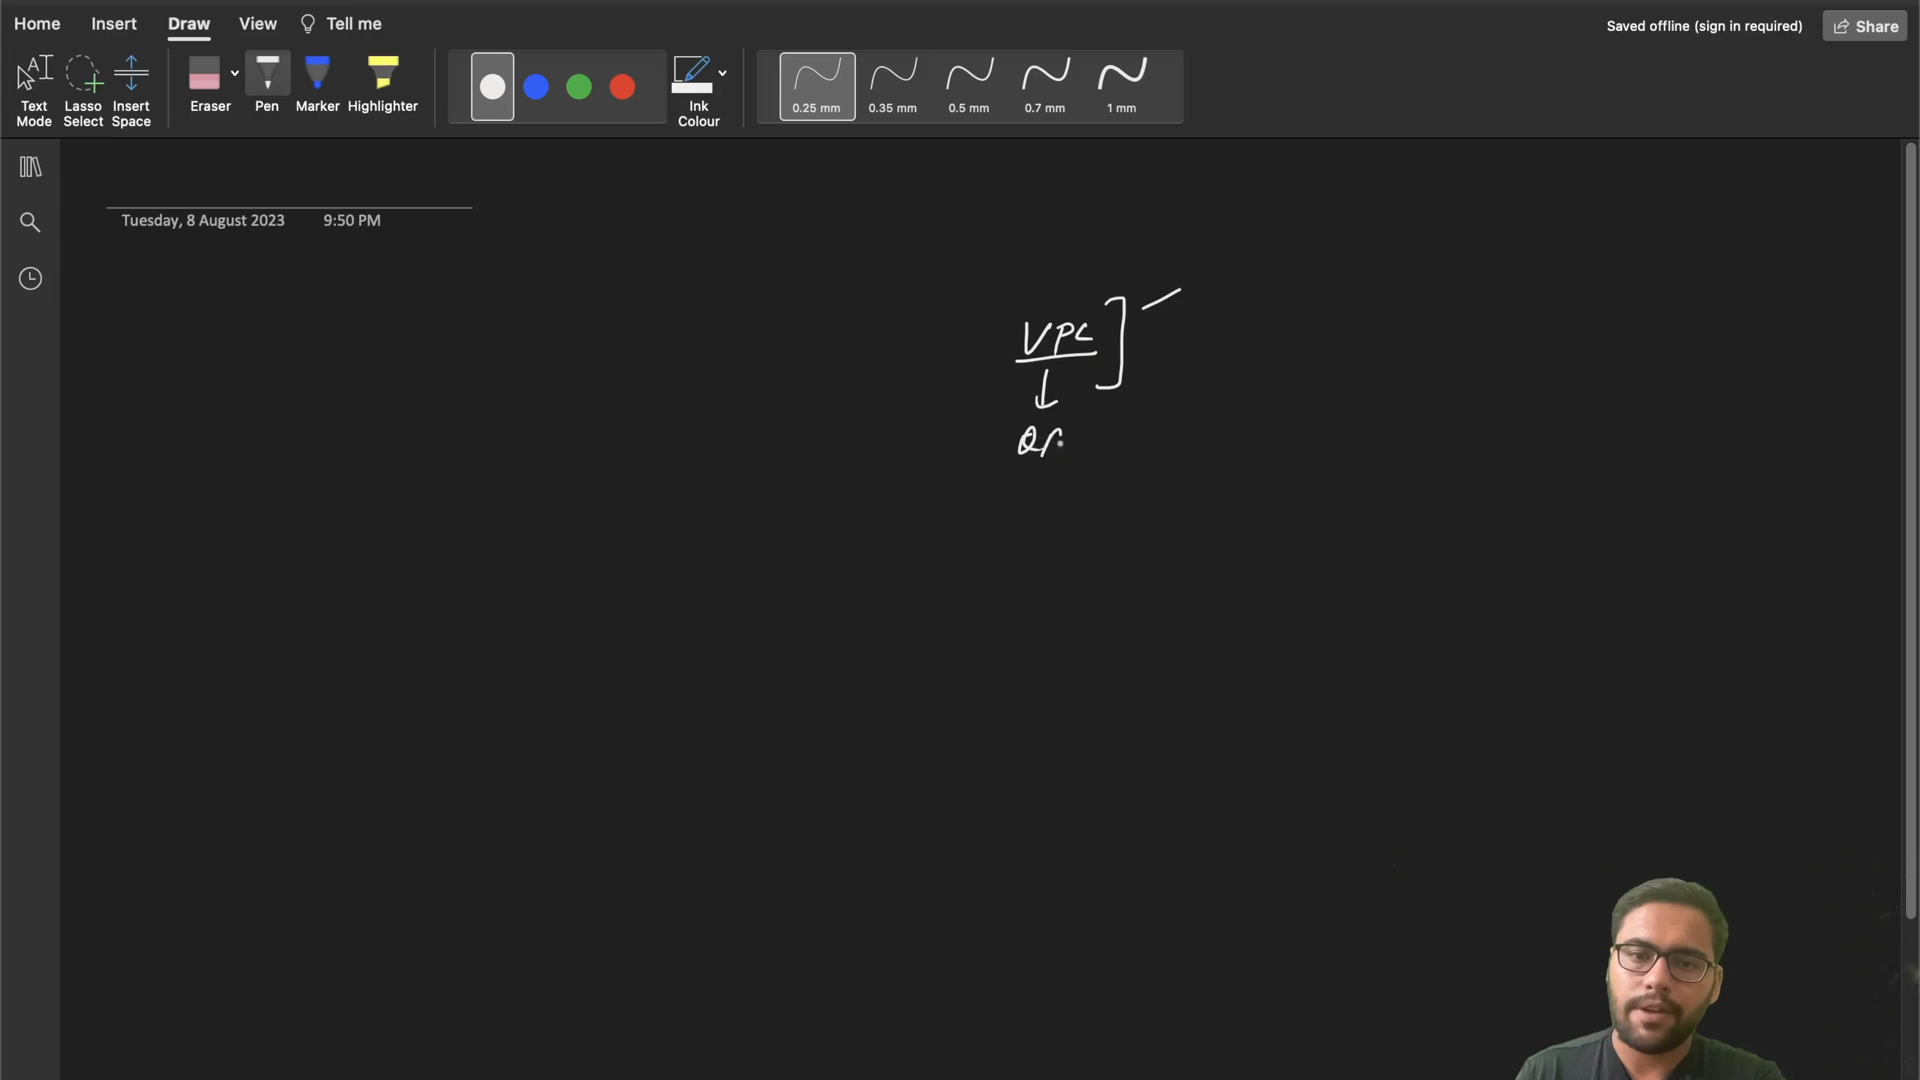 Home Insert Draw View Tell me
Saved offline (sign in required) Share
Text Mode
Lasso Select
Insert Space
Eraser
Pen
Marker
Highlighter
Ink Colour
0.25 mm 0.35 mm 0.5 mm 0.7 mm 1 mm
Tuesday, 8 August 2023 9:50 PM
VPC